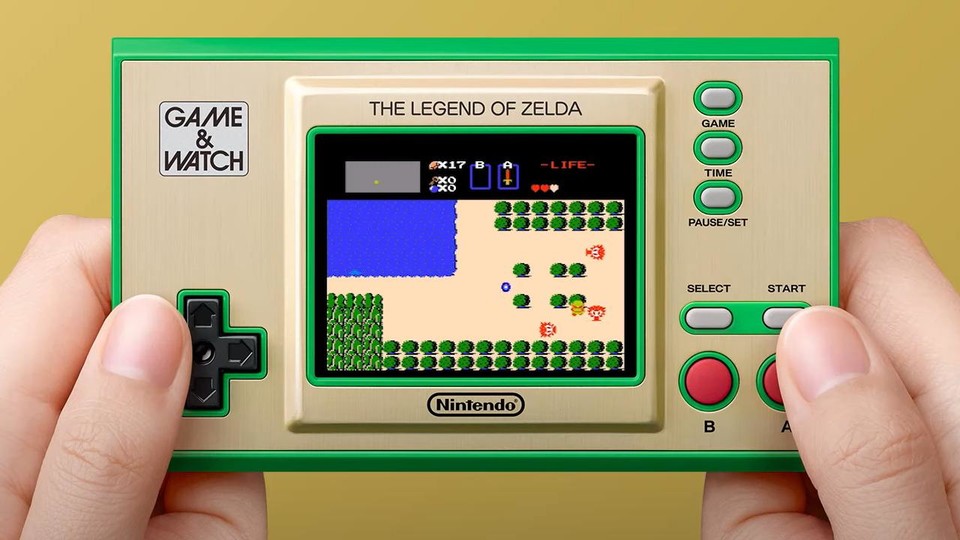 GAME
&
WATCH
THE LEGEND OF ZELDA
X17 B A -LIFE-
X0
X0
Nintendo
GAME
TIME
PAUSE/SET
SELECT START
B A